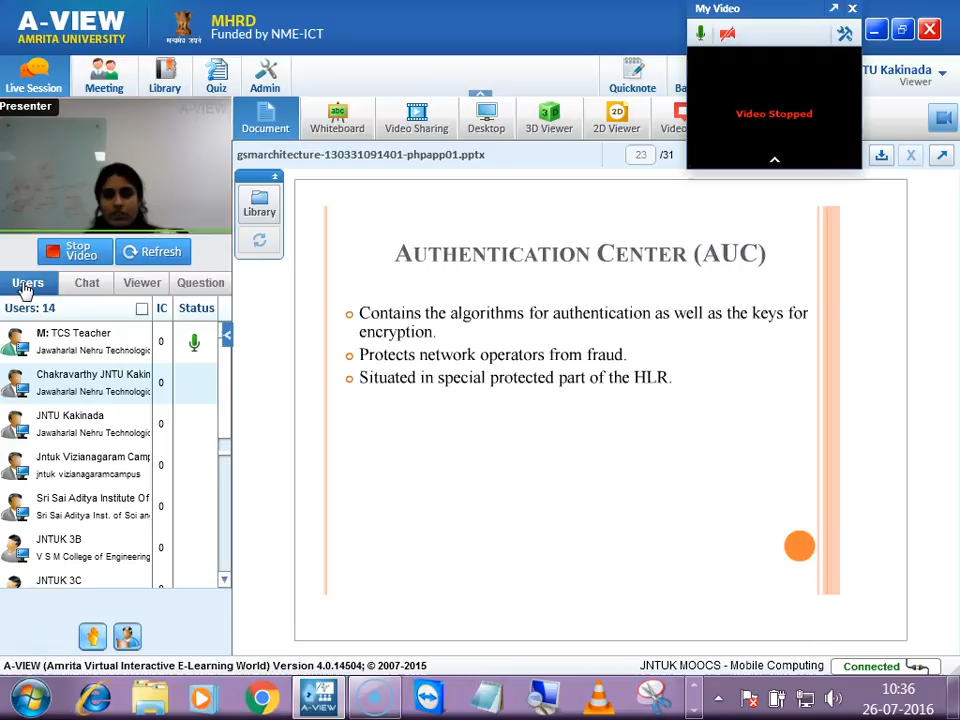 A-VIEW
AMRITA UNIVERSITY
MHRD
Funded by NME-ICT
My Video
Video Stopped
TU Kakinada
Viewer
Live Session
Meeting
Library
Quiz
Admin
Quicknote
Ba
Presenter
A-VIEW
Document
Whiteboard
Video Sharing
Desktop
3D Viewer
2D Viewer
Video
gsmarchitecture-130331091401-phpapp01.pptx
23 /31
Library
Stop Video
Refresh
Users
Chat
Viewer
Question
Users: 14
IC
Status
M: TCS Teacher
Jawaharlal Nehru Technologic
0
Chakravarthy JNTU Kakin
Jawaharlal Nehru Technologic
0
JNTU Kakinada
Jawaharlal Nehru Technologic
0
Jntuk Vizianagaram Camp
jntuk vizianagaramcampus
0
Sri Sai Aditya Institute Of
Sri Sai Aditya Inst. of Soi an
0
JNTUK 3B
V S M College of Engineering
0
JNTUK 3C
AUTHENTICATION CENTER (AUC)
Contains the algorithms for authentication as well as the keys for
encryption.
Protects network operators from fraud.
Situated in special protected part of the HLR.
A-VIEW (Amrita Virtual Interactive E-Learning World) Version 4.0.14504; © 2007-2015
JNTUK MOOCS - Mobile Computing
Connected
A-VIEW
10:36
26-07-2016